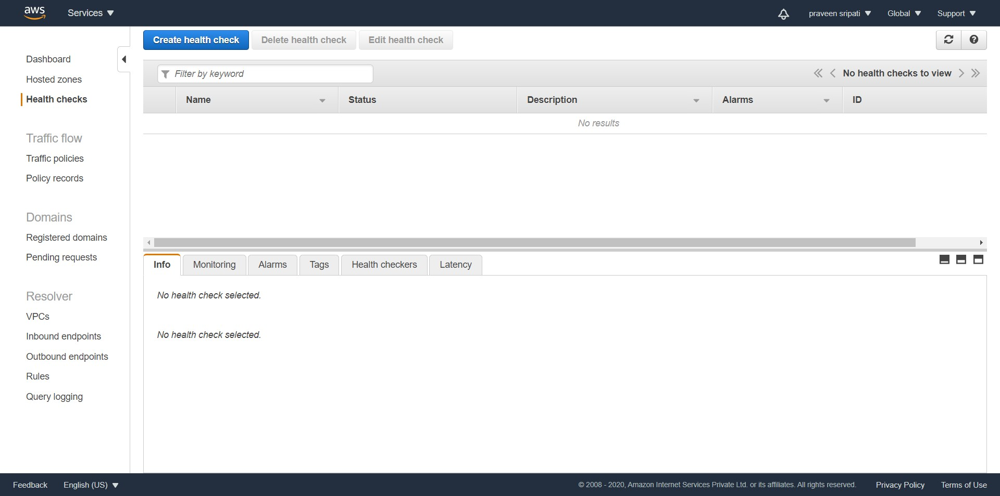 aws Services praveen sripati Global Support
Create health check Delete health check Edit health check
Dashboard
Hosted zones
Health checks
Traffic flow
Traffic policies
Policy records
Domains
Registered domains
Pending requests
Resolver
VPCs
Inbound endpoints
Outbound endpoints
Rules
Query logging
Filter by keyword No health checks to view
Name Status Description Alarms ID
No results
Info Monitoring Alarms Tags Health checkers Latency
No health check selected.
No health check selected.
Feedback English (US) © 2008 - 2020, Amazon Internet Services Private Ltd. or its affiliates. All rights reserved. Privacy Policy Terms of Use